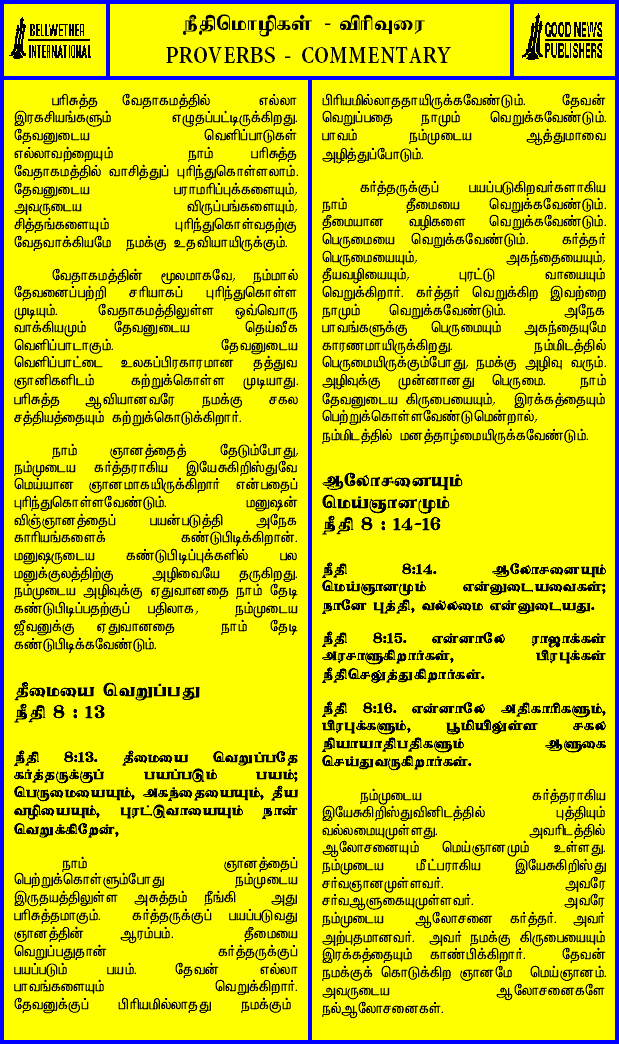 BELLWETHER
INTERNATIONAL
நீதிமொழிகள் - விரிவுரை
PROVERBS - COMMENTARY
GOOD NEWS
PUBLISHERS
பரிசுத்த வேதாகமத்தில் எல்லா
இரகசியங்களும் எழுதப்பட்டிருக்கிறது.
தேவனுடைய வெளிப்பாடுகள்
எல்லாவற்றையும் நாம் பரிசுத்த
வேதாகமத்தில் வாசித்துப் புரிந்துகொள்ளலாம்.
தேவனுடைய பராமரிப்புக்களையும்,
அவருடைய விருப்பங்களையும்,
சித்தங்களையும் புரிந்துகொள்வதற்கு
வேதவாக்கியமே நமக்கு உதவியாயிருக்கும்.
வேதாகமத்தின் மூலமாகவே, நம்மால்
தேவனைப்பற்றி சரியாகப் புரிந்துகொள்ள
முடியும். வேதாகமத்திலுள்ள ஒவ்வொரு
வாக்கியமும் தேவனுடைய தெய்வீக
வெளிப்பாடாகும். தேவனுடைய
வெளிப்பாட்டை உலகப்பிரகாரமான தத்துவ
ஞானிகளிடம் கற்றுக்கொள்ள முடியாது.
பரிசுத்த ஆவியானவரே நமக்கு சகல
சத்தியத்தையும் கற்றுக்கொடுக்கிறார்.
நாம் ஞானத்தைத் தேடும்போது,
நம்முடைய கர்த்தராகிய இயேசுகிறிஸ்துவே
மெய்யான ஞானமாகயிருக்கிறார் என்பதைப்
புரிந்துகொள்ளவேண்டும். மனுஷன்
விஞ்ஞானத்தைப் பயன்படுத்தி அநேக
காரியங்களைக் கண்டுபிடிக்கிறான்.
மனுஷருடைய கண்டுபிடிப்புக்களில் பல
மனுக்குலத்திற்கு அழிவையே தருகிறது.
நம்முடைய அழிவுக்கு ஏதுவானதை நாம் தேடி
கண்டுபிடிப்பதற்குப் பதிலாக, நம்முடைய
ஜீவனுக்கு ஏதுவானதை நாம் தேடி
கண்டுபிடிக்கவேண்டும்.
தீமையை வெறுப்பது
நீதி 8 : 13
நீதி 8:13. தீமையை வெறுப்பதே
கர்த்தருக்குப் பயப்படும் பயம்;
பெருமையையும், அகந்தையையும், தீய
வழியையும், புரட்டுவாயையும் நான்
வெறுக்கிறேன்,
நாம் ஞானத்தைப்
பெற்றுக்கொள்ளும்போது நம்முடைய
இருதயத்திலுள்ள அசுத்தம் நீங்கி அது
பரிசுத்தமாகும். கர்த்தருக்குப் பயப்படுவது
ஞானத்தின் ஆரம்பம். தீமையை
வெறுப்பதுதான் கர்த்தருக்குப்
பயப்படும் பயம். தேவன் எல்லா
பாவங்களையும் வெறுக்கிறார்.
தேவனுக்குப் பிரியமில்லாதது நமக்கும்
பிரியமில்லாததாயிருக்கவேண்டும். தேவன்
வெறுப்பதை நாமும் வெறுக்கவேண்டும்.
பாவம் நம்முடைய ஆத்துமாவை
அழித்துப்போடும்.
கர்த்தருக்குப் பயப்படுகிறவர்களாகிய
நாம் தீமையை வெறுக்கவேண்டும்.
தீமையான வழிகளை வெறுக்கவேண்டும்.
பெருமையை வெறுக்கவேண்டும். கர்த்தர்
பெருமையையும், அகந்தையையும்,
தீயவழியையும், புரட்டு வாயையும்
வெறுக்கிறார். கர்த்தர் வெறுக்கிற இவற்றை
நாமும் வெறுக்கவேண்டும். அநேக
பாவங்களுக்கு பெருமையும் அகந்தையுமே
காரணமாயிருக்கிறது. நம்மிடத்தில்
பெருமையிருக்கும்போது, நமக்கு அழிவு வரும்.
அழிவுக்கு முன்னானது பெருமை. நாம்
தேவனுடைய கிருபையையும், இரக்கத்தையும்
பெற்றுக்கொள்ளவேண்டுமென்றால்,
நம்மிடத்தில் மனத்தாழ்மையிருக்கவேண்டும்.
ஆலோசனையும்
மெய்ஞானமும்
நீதி 8 : 14-16
நீதி 8:14. ஆலோசனையும்
மெய்ஞானமும் என்னுடையவைகள்;
நானே புத்தி, வல்லமை என்னுடையது.
நீதி 8:15. என்னாலே ராஜாக்கள்
அரசாளுகிறார்கள், பிரபுக்கள்
நீதிசெலுத்துகிறார்கள்.
நீதி 8:16. என்னாலே அதிகாரிகளும்,
பிரபுக்களும், பூமியிலுள்ள சகல
நியாயாதிபதிகளும் ஆளுகை
செய்துவருகிறார்கள்.
நம்முடைய கர்த்தராகிய
இயேசுகிறிஸ்துவினிடத்தில் புத்தியும்
வல்லமையுமுள்ளது. அவரிடத்தில்
ஆலோசனையும் மெய்ஞானமும் உள்ளது.
நம்முடைய மீட்பராகிய இயேசுகிறிஸ்து
சர்வஞானமுள்ளவர். அவரே
சர்வஆளுகையுமுள்ளவர். அவரே
நம்முடைய ஆலோசனை கர்த்தர். அவர்
அற்புதமானவர். அவர் நமக்கு கிருபையையும்
இரக்கத்தையும் காண்பிக்கிறார். தேவன்
நமக்குக் கொடுக்கிற ஞானமே மெய்ஞானம்.
அவருடைய ஆலோசனைகளே
நல்ஆலோசனைகள்.